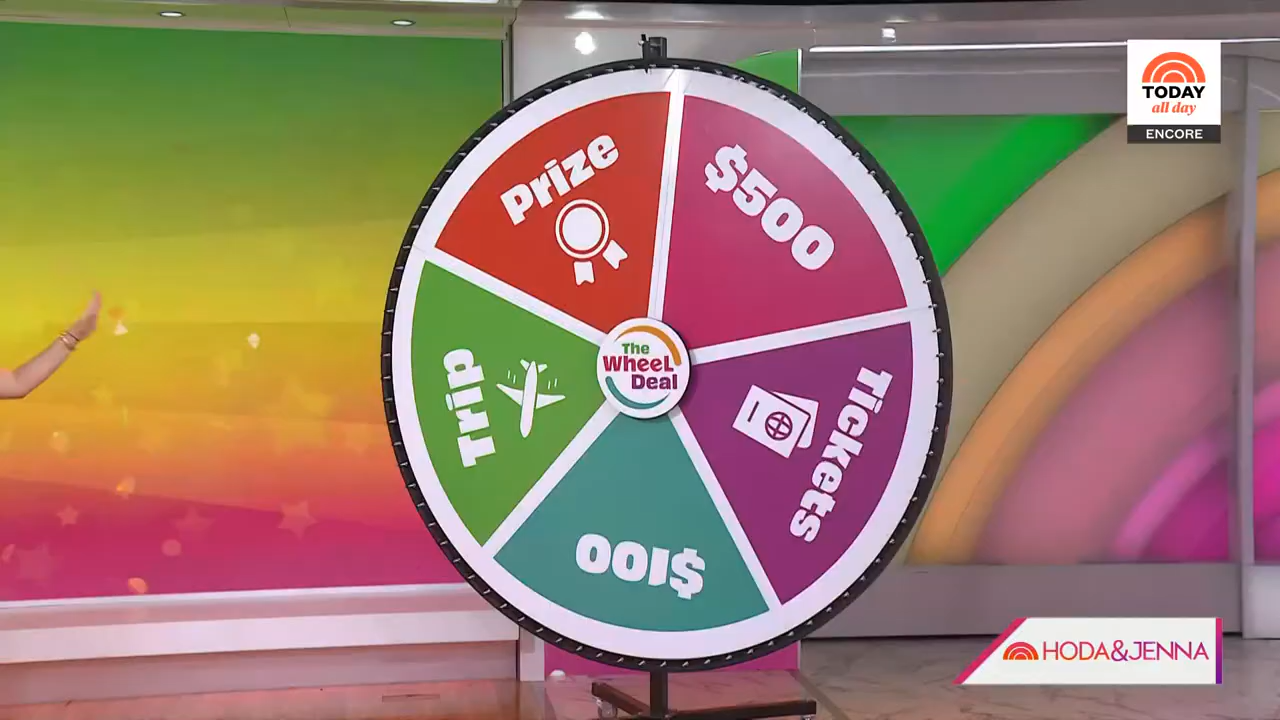 TODAY
all day
ENCORE
Prize
$500
Trip
The
Wheel
Deal
Tickets
$100
HODA&JENNA